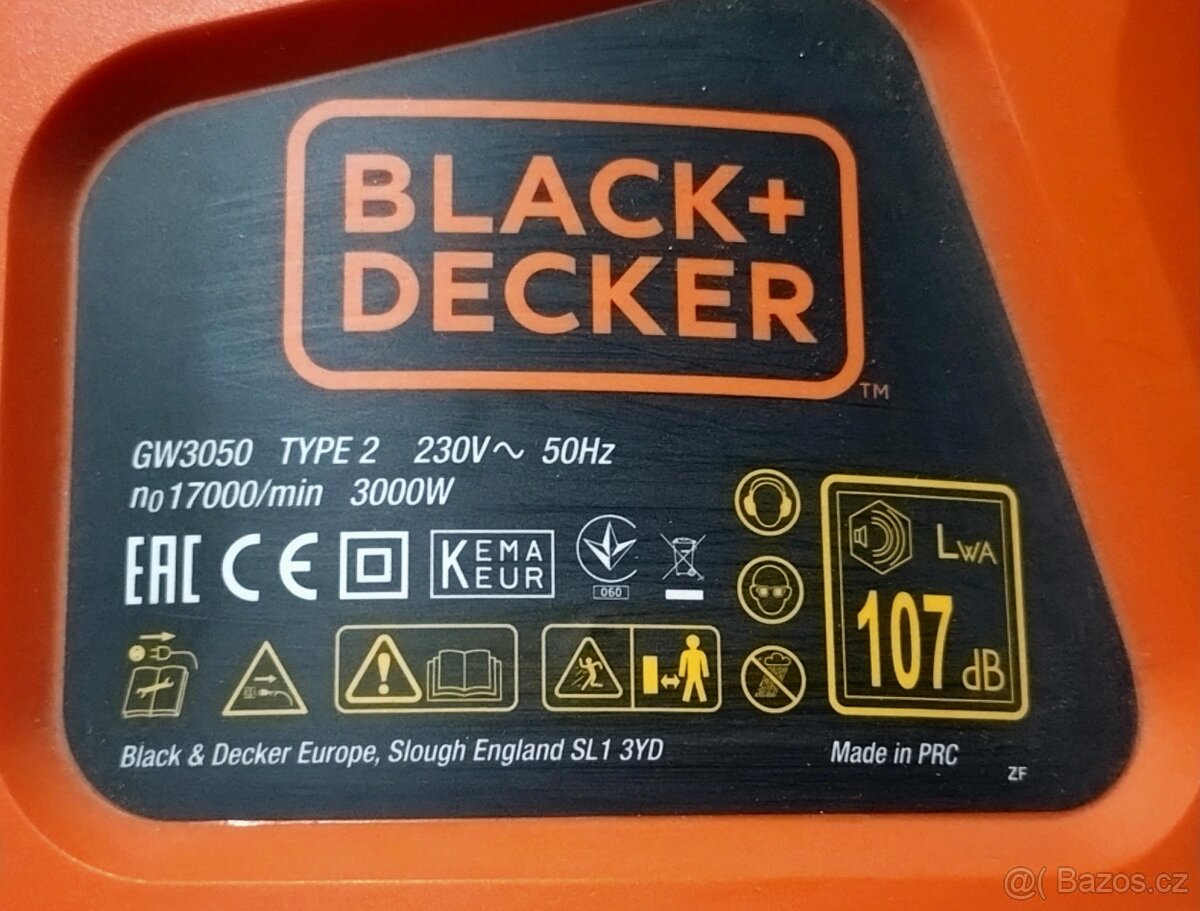 BLACK+
DECKER
TM
GW3050 TYPE 2 230V~ 50Hz
n0 17000/min 3000W
EAC CE KEMA
KEUR
060
LWA
107
dB
Black & Decker Europe, Slough England SL1 3YD
Made in PRC
ZF
@( Bazos.cz